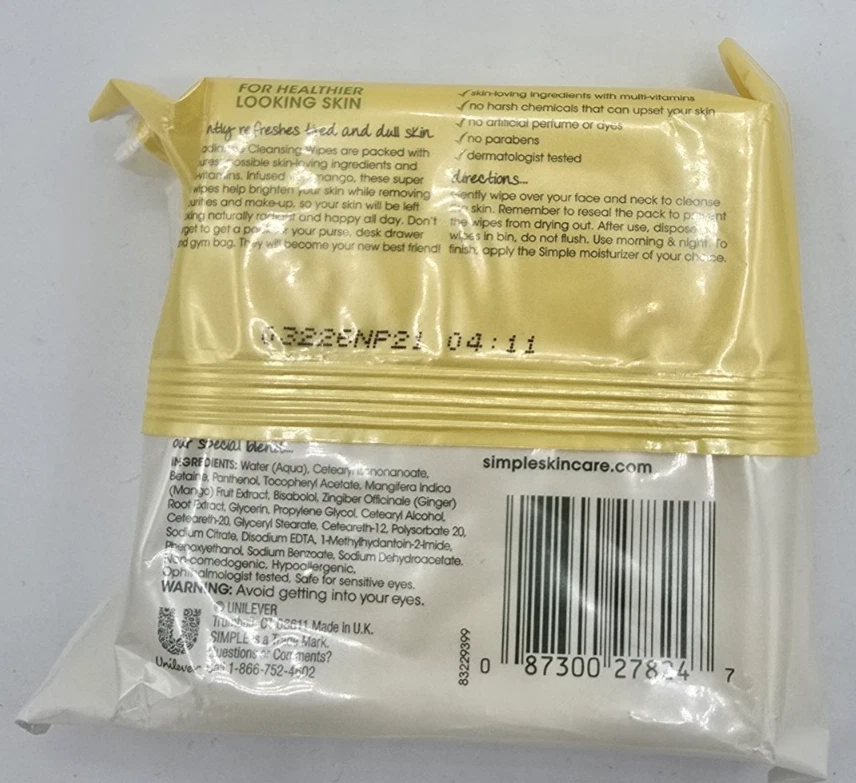 FOR HEALTHIER
LOOKING SKIN
refreshes tired and dull skin
Cleansing Wipes are packed with
possible skin-loving ingredients and
vitamins. Infused mango, these super
wipes help brighten your skin while removing
and make-up, so your skin will be left
naturally radiant and happy all day. Don't
to get a pack for your purse, desk drawer
gym bag. They will become your new best friend!
✓ skin-loving ingredients with multi-vitamins
✓ no harsh chemicals that can upset your skin
✓ no artificial perfume or dyes
✓ no parabens
✓ dermatologist tested
directions...
Gently wipe over your face and neck to cleanse
skin. Remember to reseal the pack to prevent
the wipes from drying out. After use, dispose
wipes in bin, do not flush. Use morning & night. To
finish, apply the Simple moisturizer of your choice.
03226NP21 04:11
our special blend...
INGREDIENTS: Water (Aqua), Cetearyl Isononanoate,
Betaine, Panthenol, Tocopheryl Acetate, Mangifera Indica
(Mango) Fruit Extract, Bisabolol, Zingiber Officinale (Ginger)
Root Extract, Glycerin, Propylene Glycol, Cetearyl Alcohol,
Ceteareth-20, Glyceryl Stearate, Ceteareth-12, Polysorbate 20,
Sodium Citrate, Disodium EDTA, 1-Methylhydantoin-2-Imide,
Phenoxyethanol, Sodium Benzoate, Sodium Dehydroacetate.
Non-comedogenic, Hypoallergenic,
Ophthalmologist tested, Safe for sensitive eyes.
WARNING: Avoid getting into your eyes.
© UNILEVER
Trumbull, CT 06611 Made in U.K.
SIMPLE is a Trade Mark.
Questions or Comments?
Call 1-866-752-4602
Unilever
simpleskincare.com
83229399
0 87300 27824 7